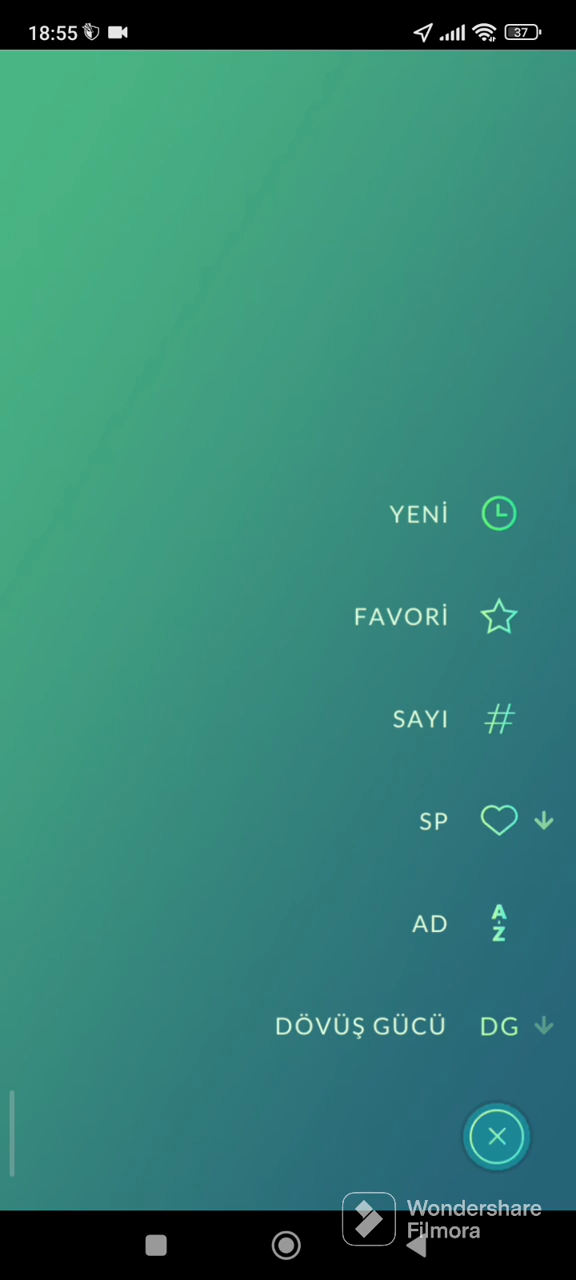 18:55
37
YENİ
FAVORİ
SAYI #
SP
AD A-Z
DÖVÜŞ GÜCÜ DG
Wondershare
Filmora